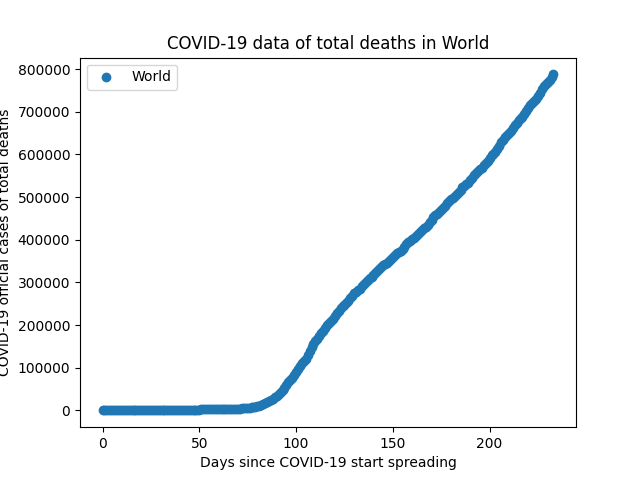 COVID-19 data of total deaths in World
World
COVID-19 official cases of total deaths
800000
700000
600000
500000
400000
300000
200000
100000
0
0 50 100 150 200
Days since COVID-19 start spreading